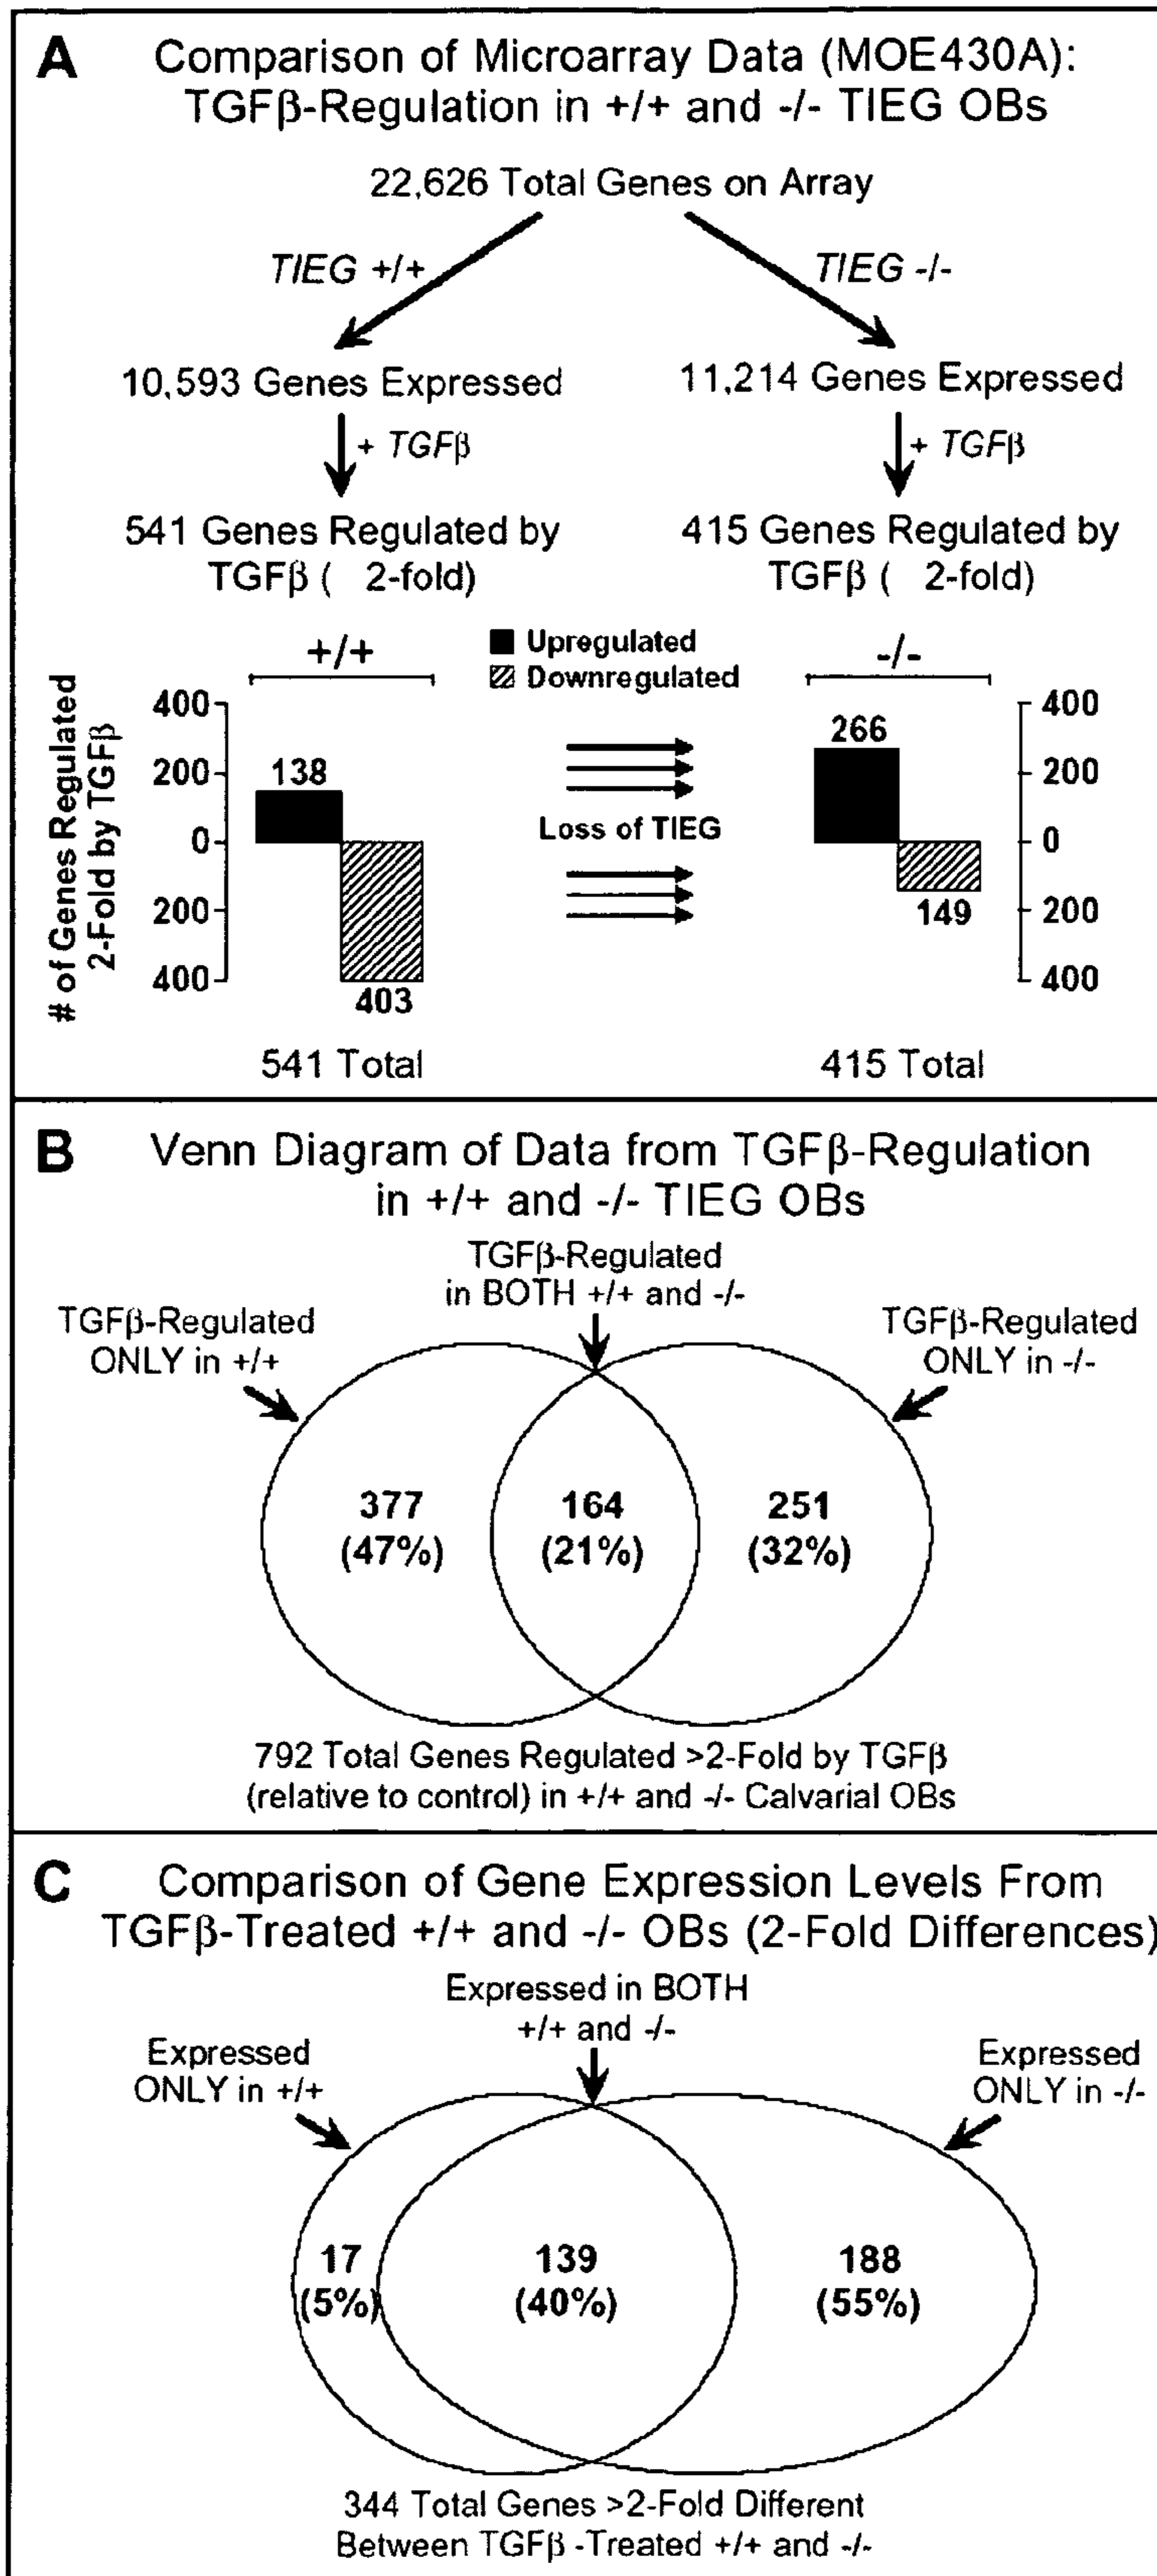 A Comparison of Microarray Data (MOE430A):
TGFβ-Regulation in +/+ and -/- TIEG OBs
22,626 Total Genes on Array
TIEG +/+ TIEG -/-
10,593 Genes Expressed 11,214 Genes Expressed
+ TGFβ + TGFβ
541 Genes Regulated by 415 Genes Regulated by
TGFβ ( 2-fold) TGFβ ( 2-fold)
+/+ Upregulated -/-
Downregulated
# of Genes Regulated
2-Fold by TGFβ
400 400
266
200 138 200
0 Loss of TIEG 0
200 149 200
400 400
403
541 Total 415 Total
B Venn Diagram of Data from TGFβ-Regulation
in +/+ and -/- TIEG OBs
TGFβ-Regulated
in BOTH +/+ and -/-
TGFβ-Regulated TGFβ-Regulated
ONLY in +/+ ONLY in -/-
377 164 251
(47%) (21%) (32%)
792 Total Genes Regulated >2-Fold by TGFβ
(relative to control) in +/+ and -/- Calvarial OBs
C Comparison of Gene Expression Levels From
TGFβ-Treated +/+ and -/- OBs (2-Fold Differences)
Expressed in BOTH
+/+ and -/-
Expressed Expressed
ONLY in +/+ ONLY in -/-
17 139 188
(5%) (40%) (55%)
344 Total Genes >2-Fold Different
Between TGFβ -Treated +/+ and -/-